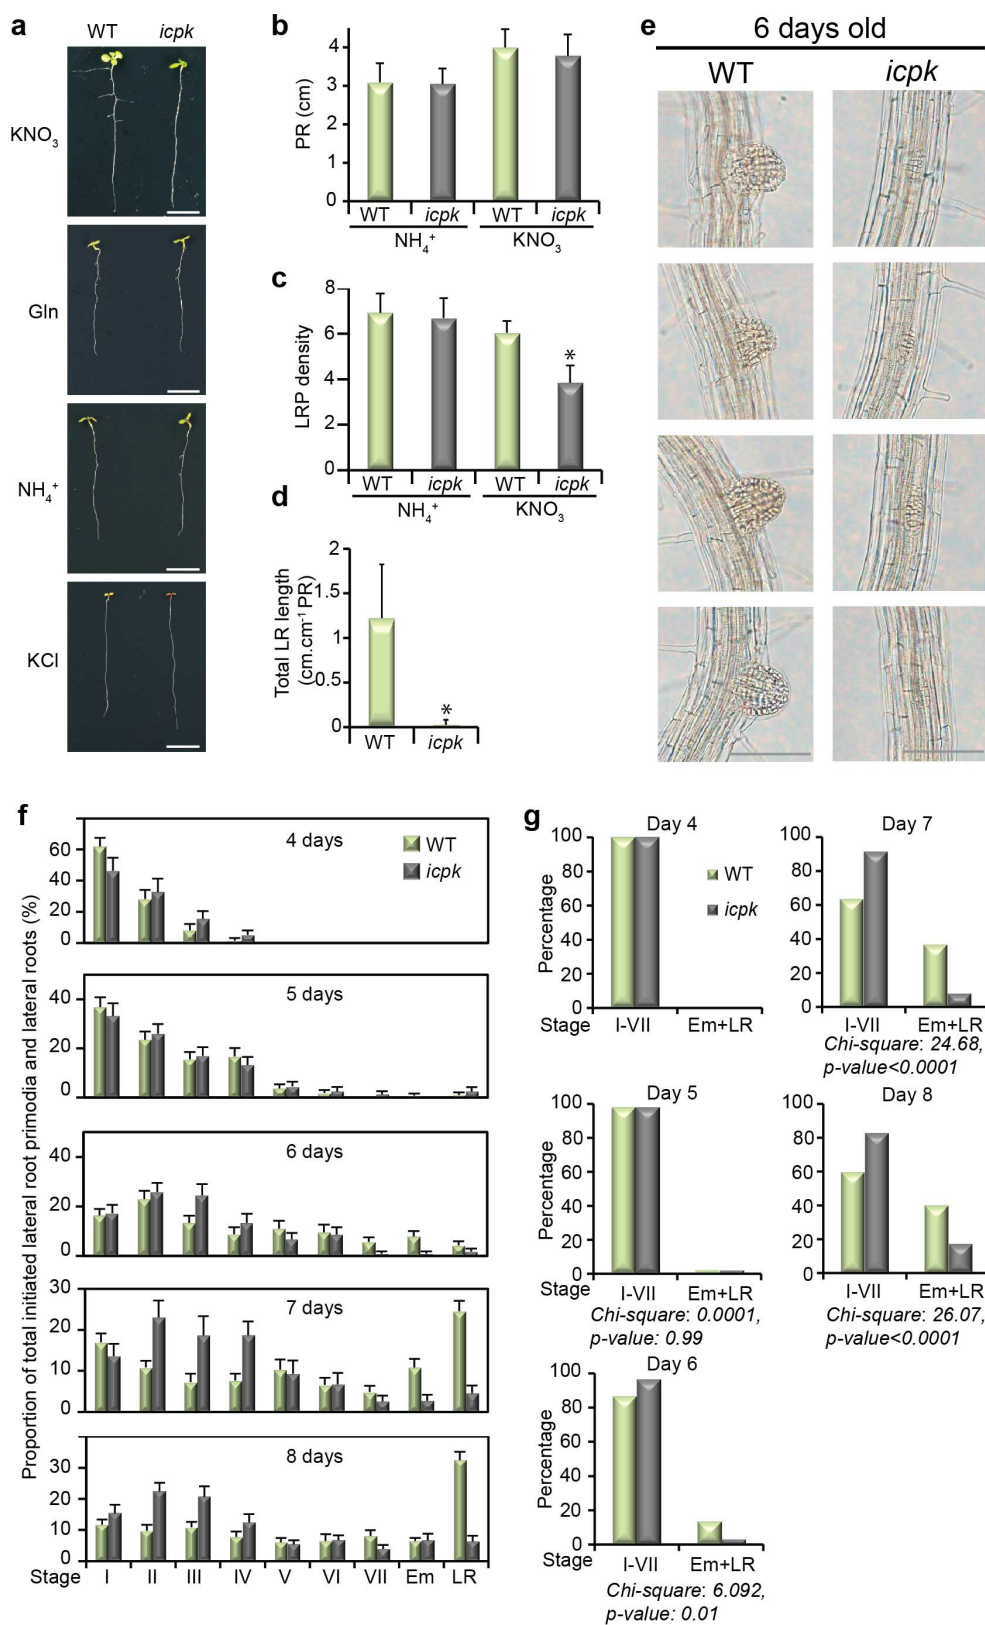 a
WT icpk
KNO3
Gln
NH4+
KCl
b
PR (cm)
4
3
2
1
0
WT icpk WT icpk
NH4+ KNO3
c
LRP density
8
6
4
2
0
*
WT icpk WT icpk
NH4+ KNO3
d
Total LR length
(cm.cm-1 PR)
2
1.5
1
0.5
0
*
WT icpk
e
6 days old
WT icpk
f
Proportion of total initiated lateral root primodia and lateral roots (%)
4 days
WT
icpk
60
40
20
0
5 days
40
20
0
6 days
40
20
0
7 days
30
20
10
0
8 days
30
20
10
0
Stage I II III IV V VI VII Em LR
g
Day 4
Percentage
100
80
60
40
20
0
WT
icpk
Stage I-VII Em+LR
Day 7
100
80
60
40
20
0
I-VII Em+LR
Chi-square: 24.68,
p-value<0.0001
Day 5
Percentage
100
80
60
40
20
0
Stage I-VII Em+LR
Chi-square: 0.0001,
p-value: 0.99
Day 8
100
80
60
40
20
0
I-VII Em+LR
Chi-square: 26.07,
p-value<0.0001
Day 6
Percentage
100
80
60
40
20
0
Stage I-VII Em+LR
Chi-square: 6.092,
p-value: 0.01